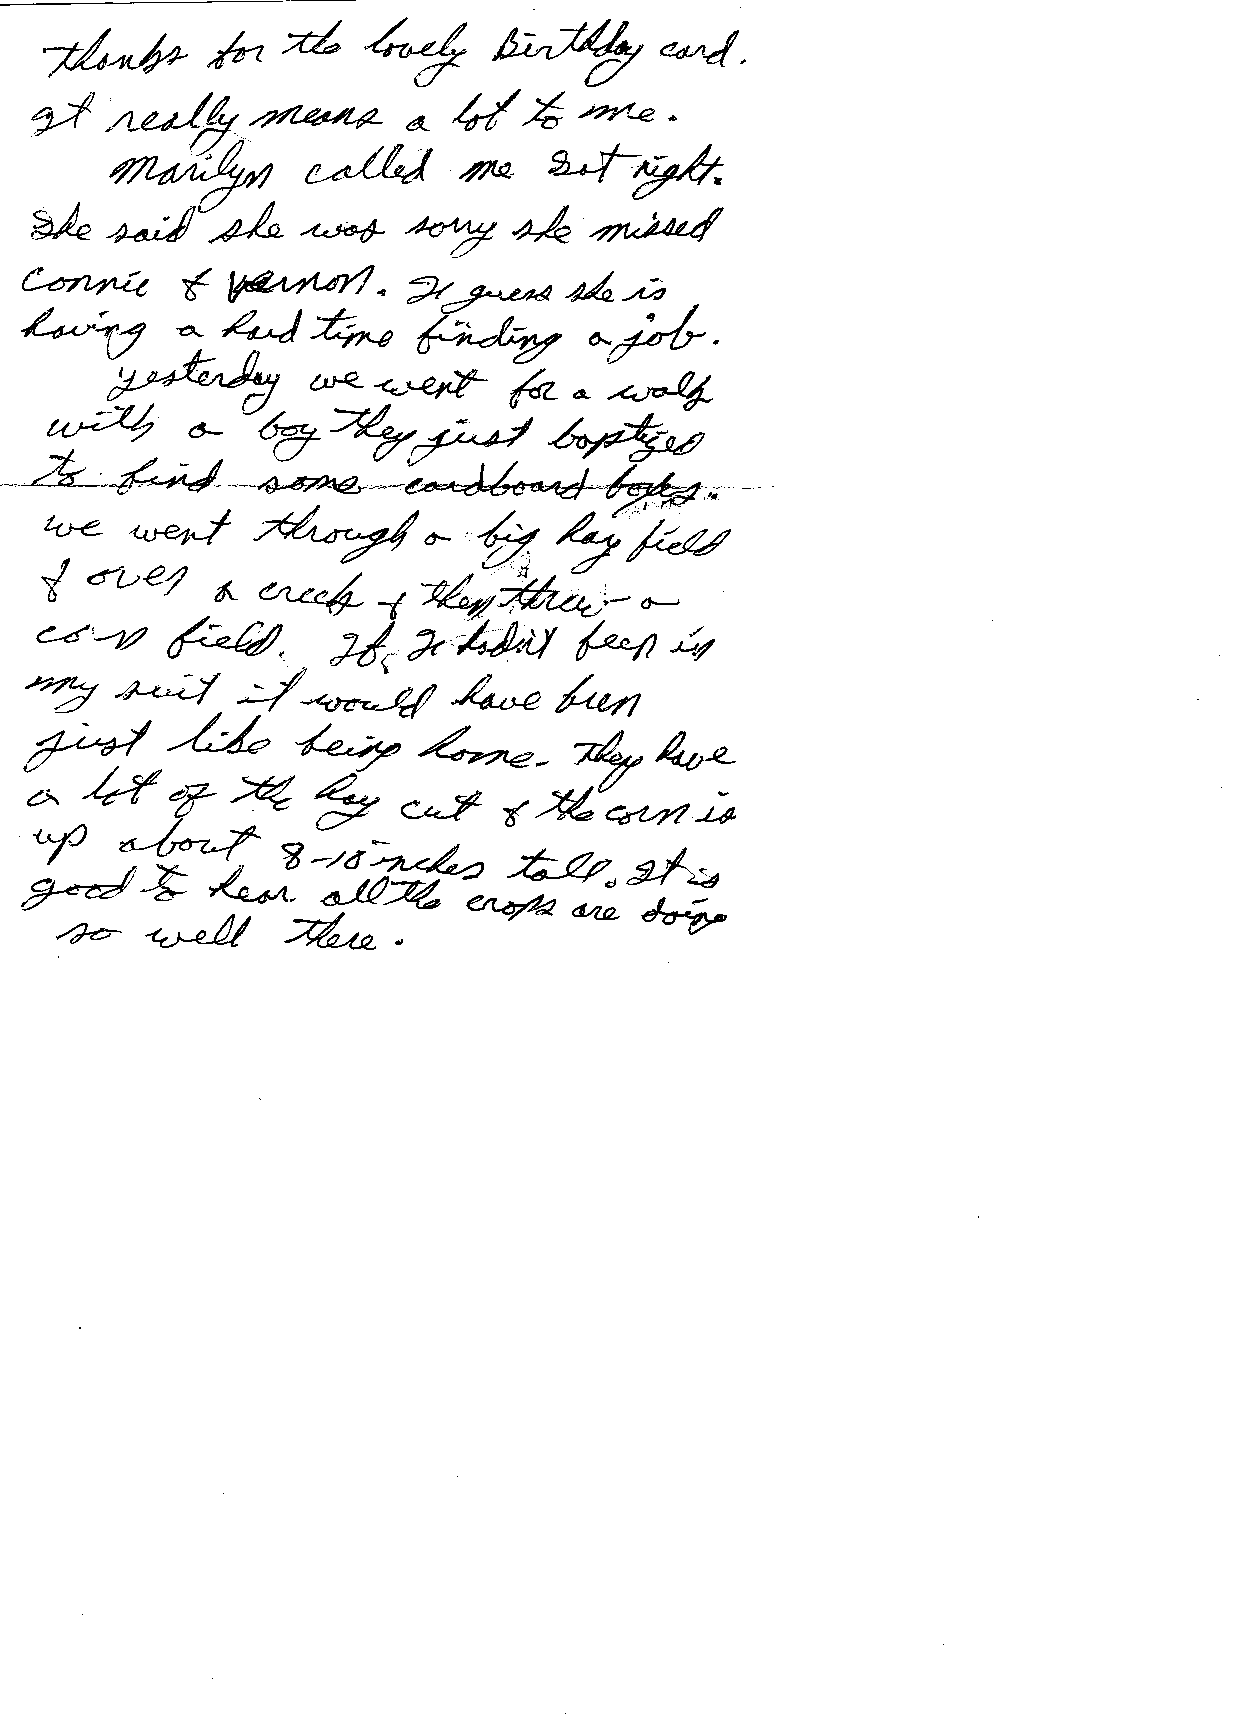 Thanks for the lovely Birthday card.
It really means a lot to me.
Marilyn called me Sat night.
She said she was sorry she missed
Connie & Vernon. I guess she is
having a hard time finding a job.
Yesterday we went for a walk
with a boy they just baptized
to find some cardboard boxes.
we went through a big hay field
& over a creek & then threw a
corn field. If I hadn't been in
my suit it would have been
just like being home. They have
a lot of the hay cut & the corn is
up about 8-10 inches tall. It is
good to hear all the crops are doing
so well there.